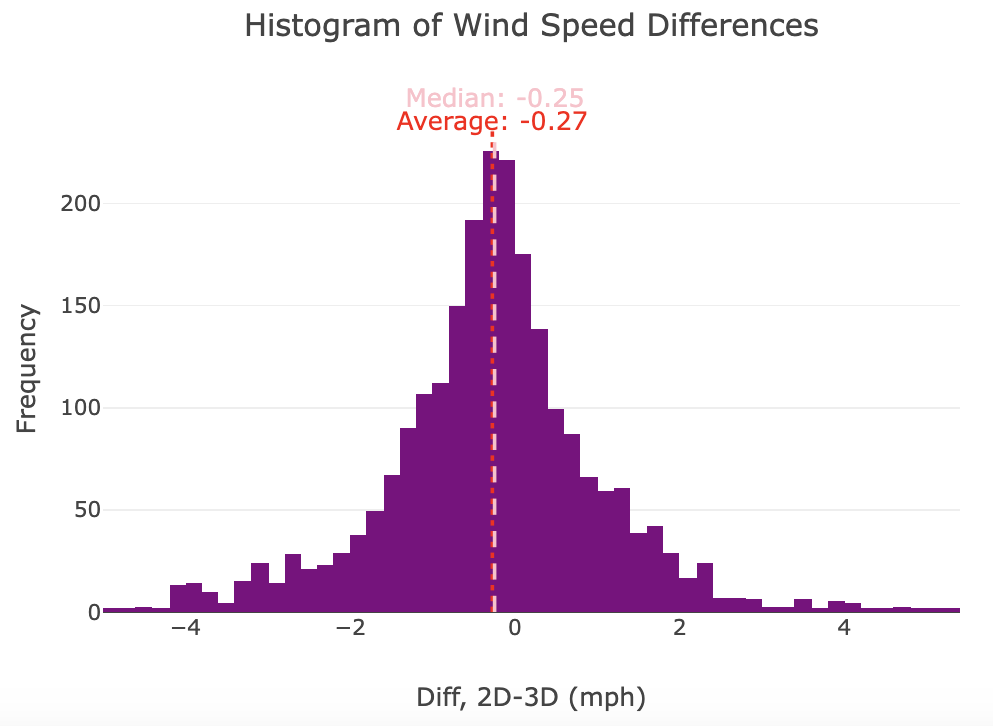 Histogram of Wind Speed Differences
Median: -0.25
Average: -0.27
200
150
100
50
0
−4
−2
0
2
4
Frequency
Diff, 2D-3D (mph)